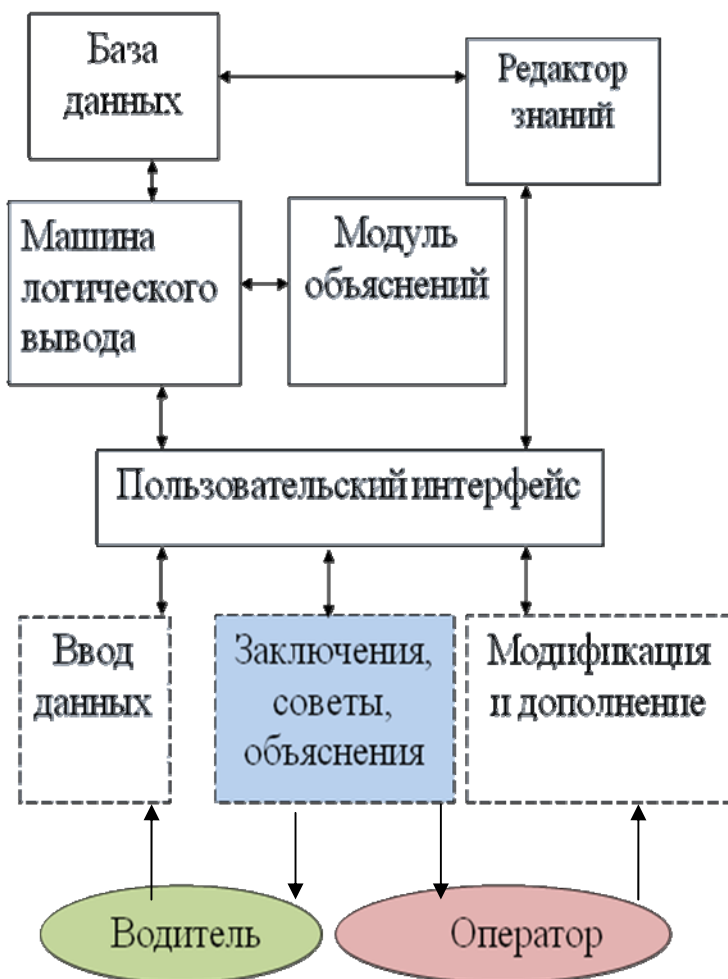 База
данных
Редактор
знаний
Машина
логического
вывода
Модуль
объяснений
Пользовательский интерфейс
Ввод
данных
Заключения,
советы,
объяснения
Модификация
и дополнение
Водитель
Оператор